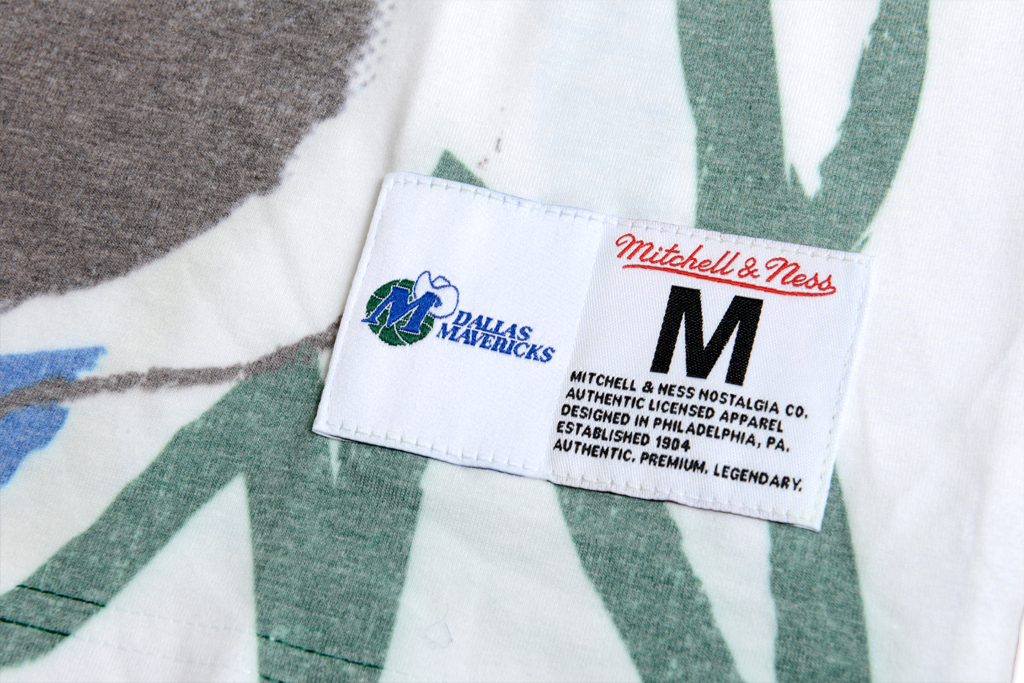 M
DALLAS
MAVERICKS
Mitchell & Ness
M
MITCHELL & NESS NOSTALGIA CO.
AUTHENTIC LICENSED APPAREL
DESIGNED IN PHILADELPHIA, PA.
ESTABLISHED 1904
AUTHENTIC. PREMIUM. LEGENDARY.